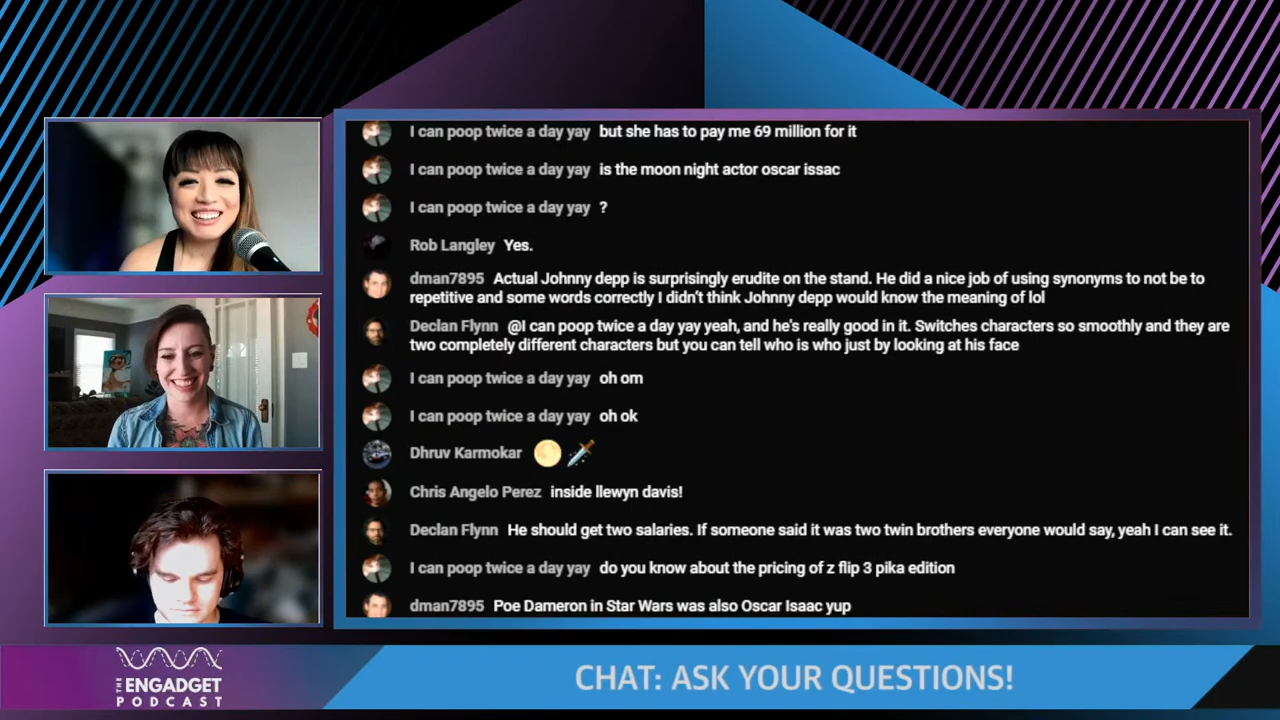 I can poop twice a day yay but she has to pay me 69 million for it
I can poop twice a day yay is the moon night actor oscar issac
I can poop twice a day yay ?
Rob Langley Yes.
dman7895 Actual Johnny depp is surprisingly erudite on the stand. He did a nice job of using synonyms to not be to
repetitive and some words correctly I didn't think Johnny depp would know the meaning of lol
Declan Flynn @I can poop twice a day yay yeah, and he's really good in it. Switches characters so smoothly and they are
two completely different characters but you can tell who is who just by looking at his face
I can poop twice a day yay oh om
I can poop twice a day yay oh ok
Dhruv Karmokar 🌕 🗡️
Chris Angelo Perez inside llewyn davis!
Declan Flynn He should get two salaries. If someone said it was two twin brothers everyone would say, yeah I can see it.
I can poop twice a day yay do you know about the pricing of z flip 3 pika edition
dman7895 Poe Dameron in Star Wars was also Oscar Isaac yup
THE ENGADGET
PODCAST
CHAT: ASK YOUR QUESTIONS!